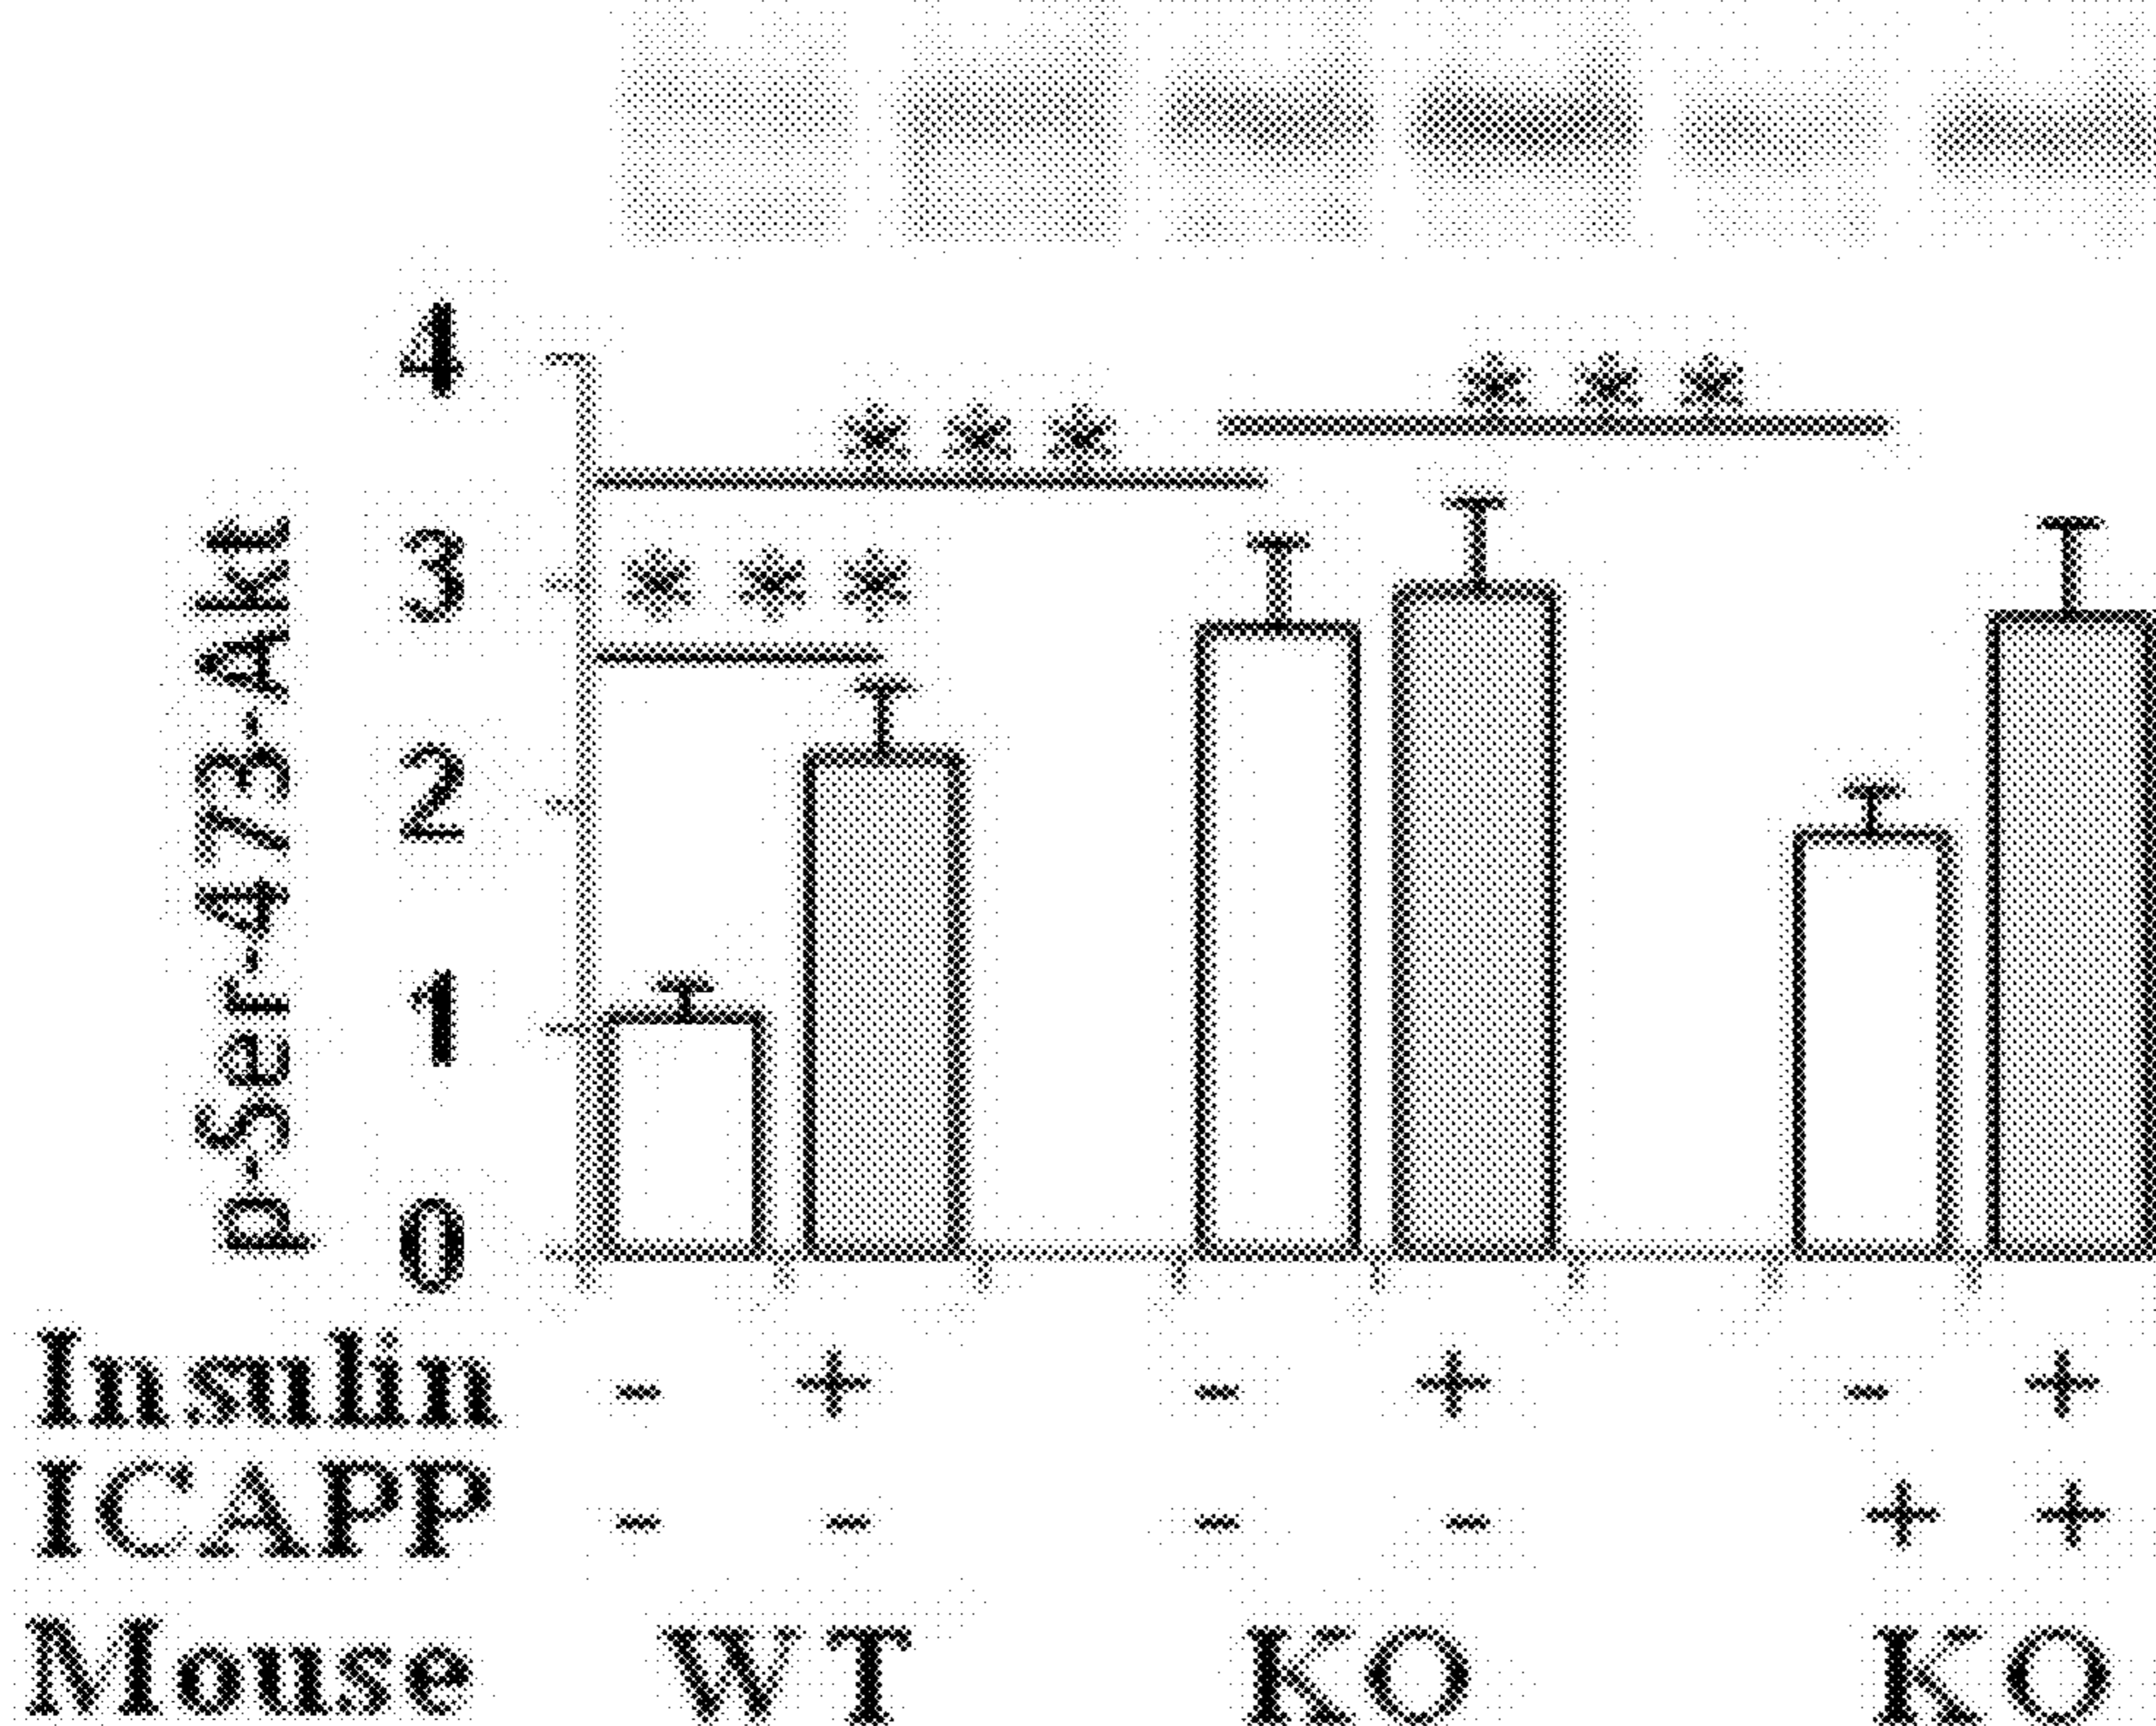 * * *
* * *
* * *
p-Ser-473-Akt
4
3
2
1
0
Insulin - + - + - +
ICAPP - - - - + +
Mouse WT KO KO